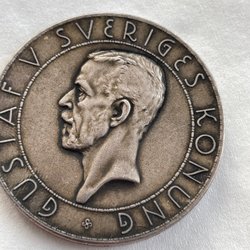 GUSTAF V SVERIGES KONUNG